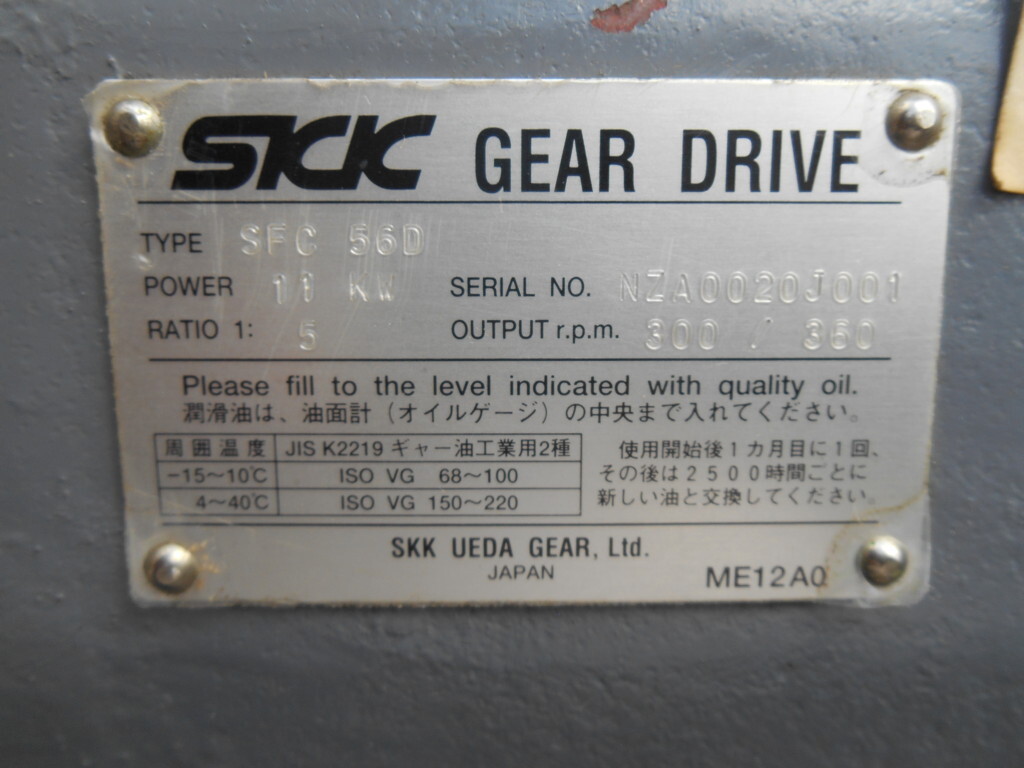 SKK GEAR DRIVE
TYPE SFC 56D
POWER 11 KW SERIAL NO. NZA0020J001
RATIO 1: 5 OUTPUT r.p.m. 300 / 360
Please fill to the level indicated with quality oil.
潤滑油は、油面計（オイルゲージ）の中央まで入れてください。
周囲温度 JIS K2219 ギャー油工業用2種
-15～10℃ ISO VG 68～100
4～40℃ ISO VG 150～220
使用開始後1カ月目に1回、
その後は2500時間ごとに
新しい油と交換してください。
SKK UEDA GEAR, Ltd.
JAPAN
ME12A0